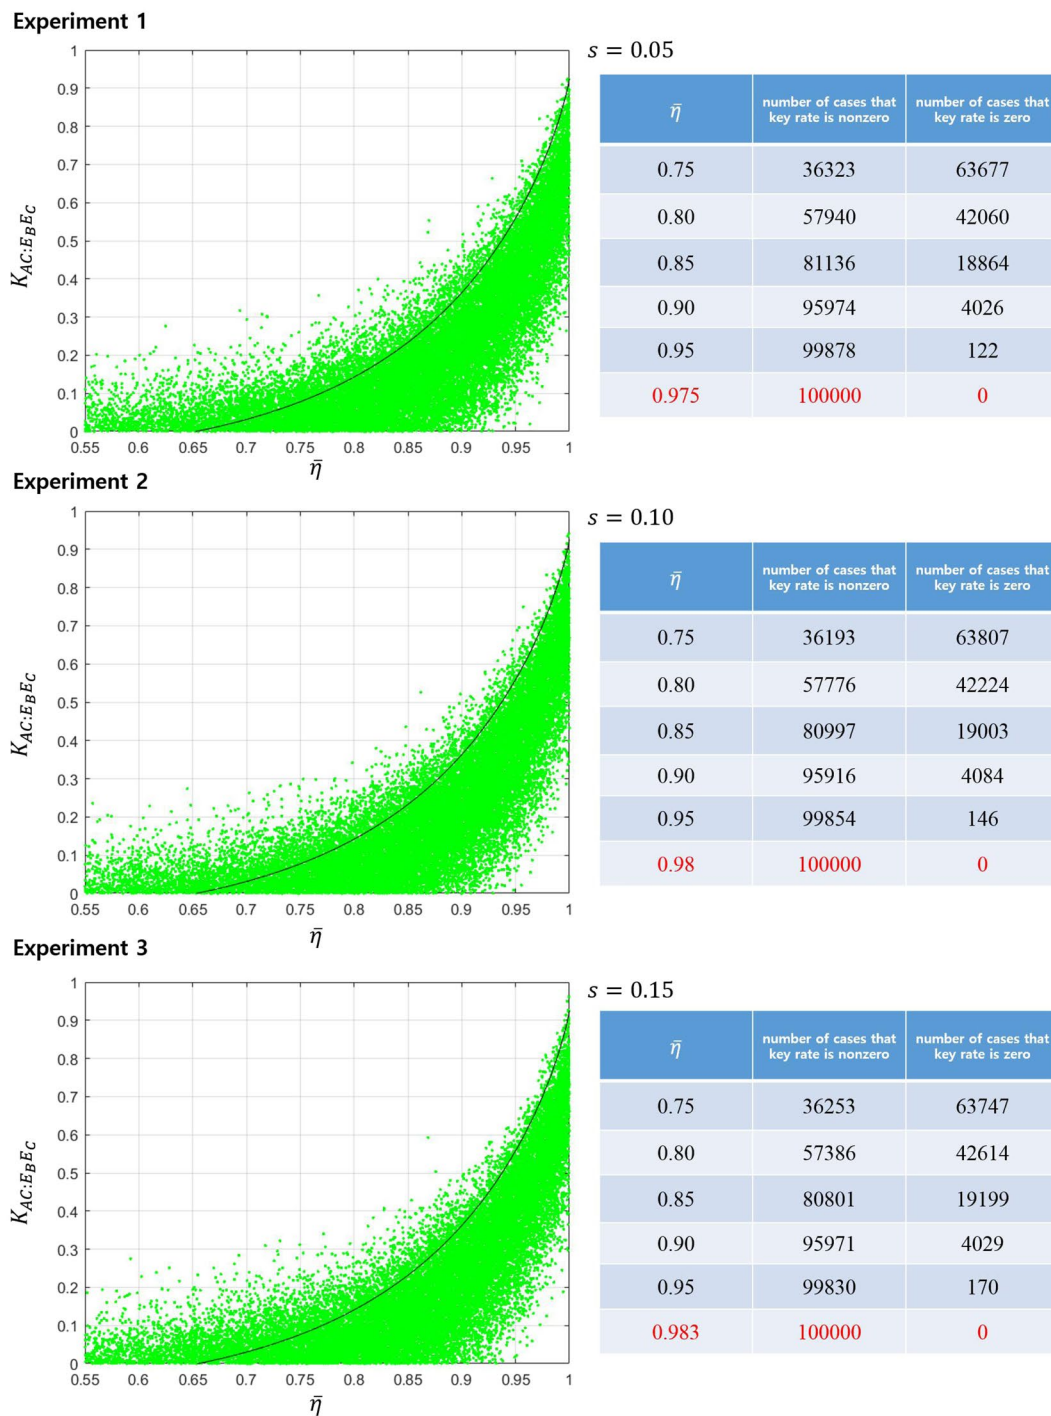 Experiment 1
s = 0.05
1
0.9
0.8
0.7
0.6
0.5
0.4
0.3
0.2
0.1
0
K_{AC:E_BE_C}
0.55 0.6 0.65 0.7 0.75 0.8 0.85 0.9 0.95 1
η̄
η̄ number of cases that key rate is nonzero number of cases that key rate is zero
0.75 36323 63677
0.80 57940 42060
0.85 81136 18864
0.90 95974 4026
0.95 99878 122
0.975 100000 0
Experiment 2
s = 0.10
1
0.9
0.8
0.7
0.6
0.5
0.4
0.3
0.2
0.1
0
K_{AC:E_BE_C}
0.55 0.6 0.65 0.7 0.75 0.8 0.85 0.9 0.95 1
η̄
η̄ number of cases that key rate is nonzero number of cases that key rate is zero
0.75 36193 63807
0.80 57776 42224
0.85 80997 19003
0.90 95916 4084
0.95 99854 146
0.98 100000 0
Experiment 3
s = 0.15
1
0.9
0.8
0.7
0.6
0.5
0.4
0.3
0.2
0.1
0
K_{AC:E_BE_C}
0.55 0.6 0.65 0.7 0.75 0.8 0.85 0.9 0.95 1
η̄
η̄ number of cases that key rate is nonzero number of cases that key rate is zero
0.75 36253 63747
0.80 57386 42614
0.85 80801 19199
0.90 95971 4029
0.95 99830 170
0.983 100000 0